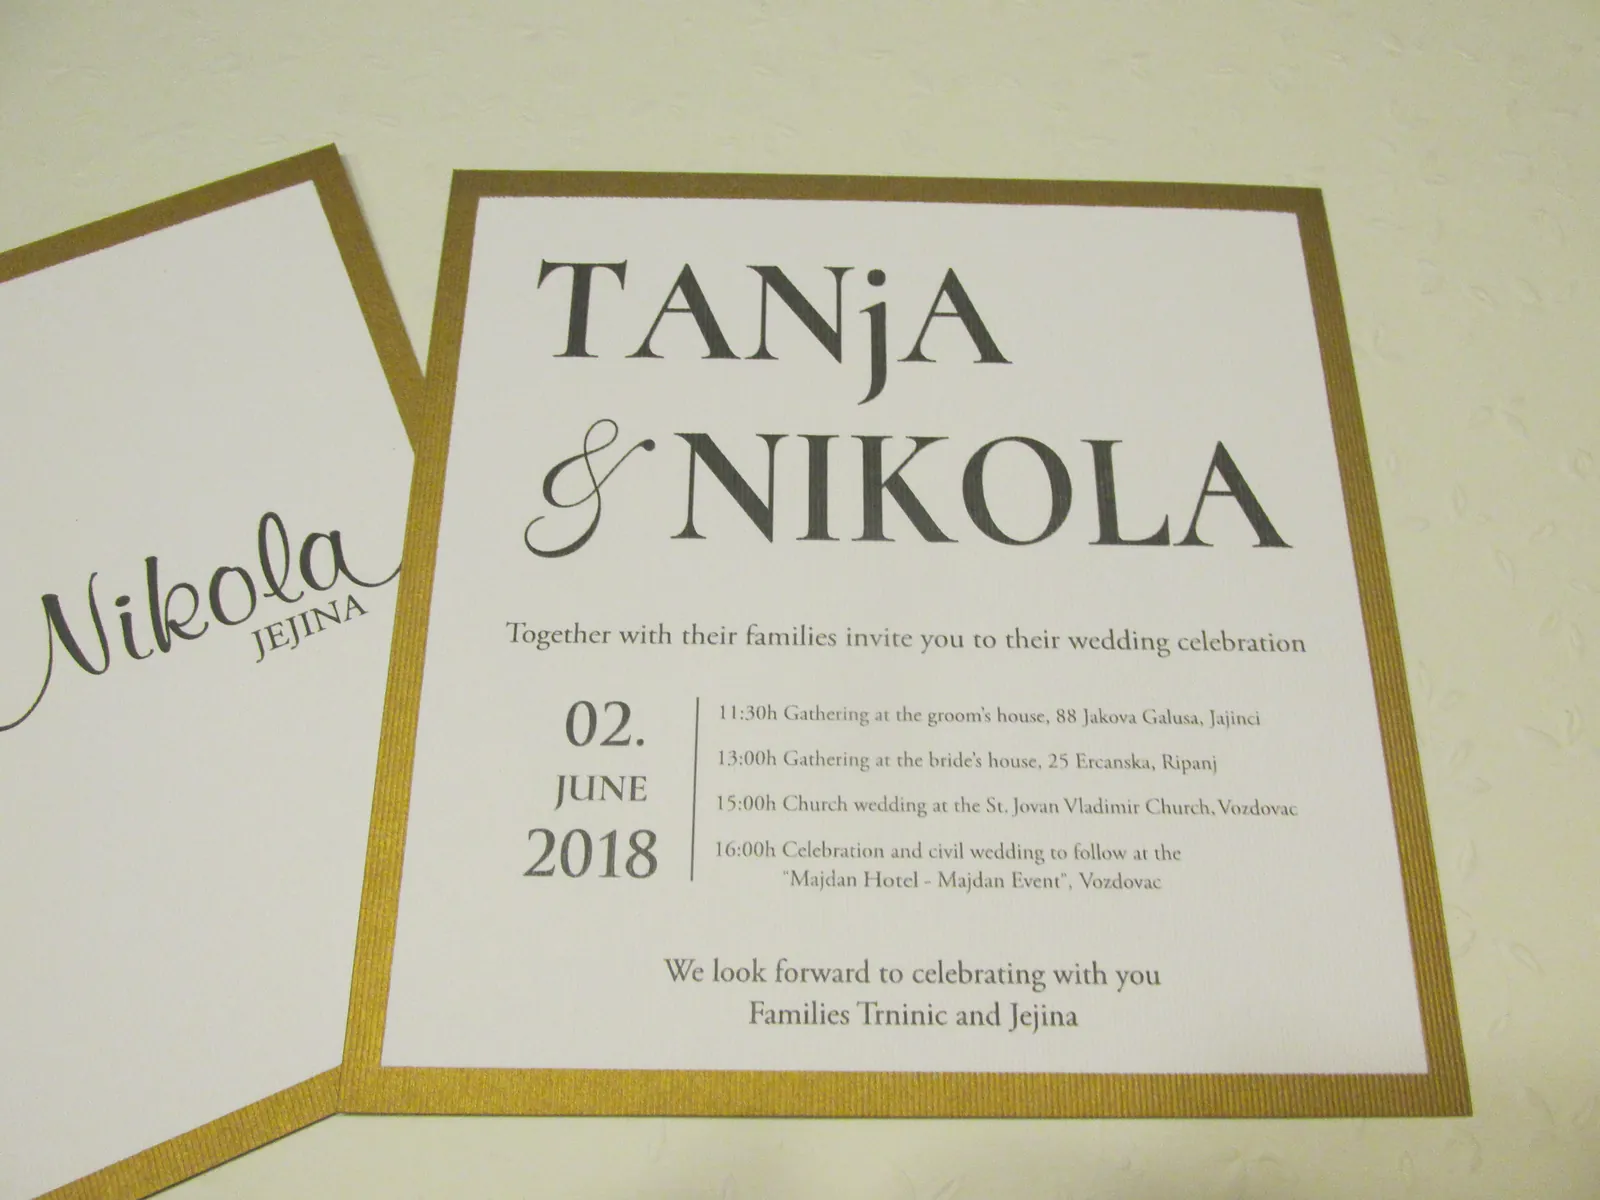 Nikola
JEJINA
TANjA
& NIKOLA
Together with their families invite you to their wedding celebration
02.
JUNE
2018
11:30h Gathering at the groom's house, 88 Jakova Galusa, Jajinci
13:00h Gathering at the bride's house, 25 Ercanska, Ripanj
15:00h Church wedding at the St. Jovan Vladimir Church, Vozdovac
16:00h Celebration and civil wedding to follow at the
"Majdan Hotel - Majdan Event", Vozdovac
We look forward to celebrating with you
Families Trninic and Jejina